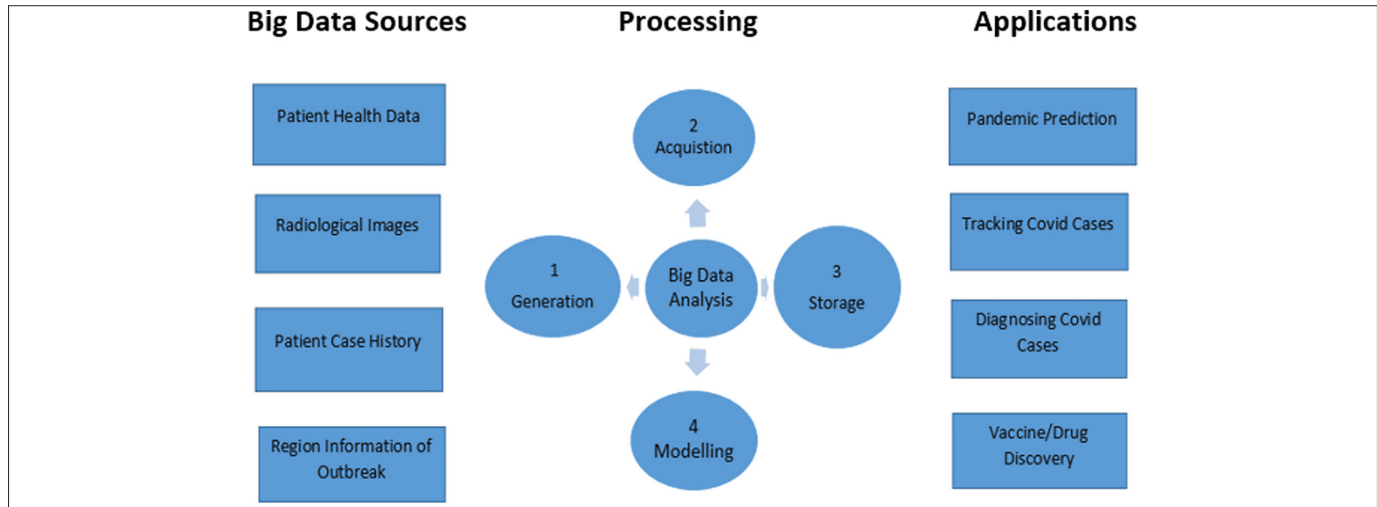 Big Data Sources
Processing
Applications
Patient Health Data
Radiological Images
Patient Case History
Region Information of
Outbreak
2
Acquistion
1
Generation
Big Data
Analysis
3
Storage
4
Modelling
Pandemic Prediction
Tracking Covid Cases
Diagnosing Covid
Cases
Vaccine/Drug
Discovery